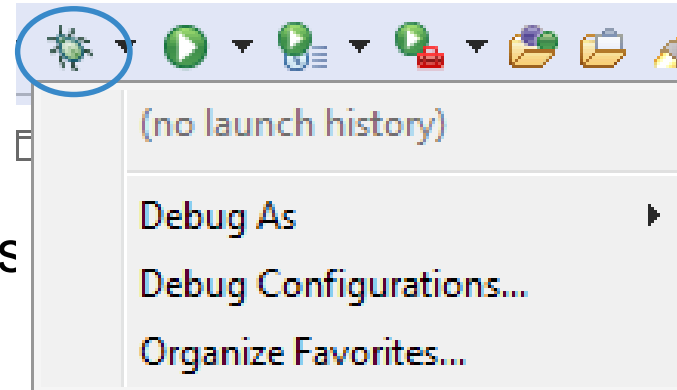 (no launch history)
Debug As
s
Debug Configurations...
Organize Favorites...